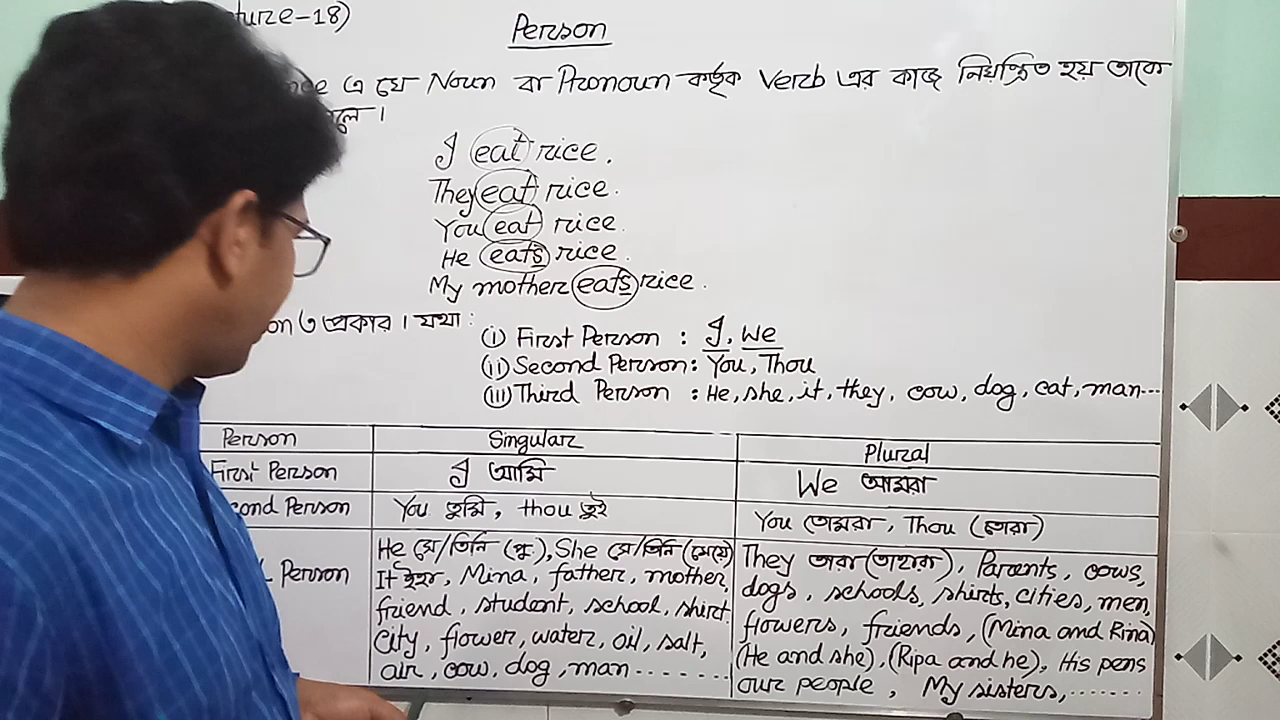 ture-18)
Person
এ যে Noun বা Pronoun কর্তৃক Verb এর কাজ নিয়ন্ত্রিত হয় তাকে
বলে।
I eat rice.
They eat rice.
You eat rice.
He eats rice.
My mother eats rice.
on ৩ প্রকার। যথা:
(i) First Person : I, We
(ii) Second Person: You, Thou
(iii) Third Person : He, she, it, they, cow, dog, cat, man....
Person Singular Plural
First Person I আমি We আমরা
cond Person You তুমি, thou তুই You তোমরা, Thou (তোরা)
Person He সে/তিনি (পু:), She সে/তিনি (মেয়ে) They তারা (তাহারা), Parents, cows,
It ইহা, Mina, father, mother, dogs, schools, shirts, cities, men,
friend, student, school, shirt flowers, friends, (Mina and Rina)
City, flower, water, oil, salt, (He and she), (Ripa and he), His pens
air, cow, dog, man ........ our people, My sisters, .......